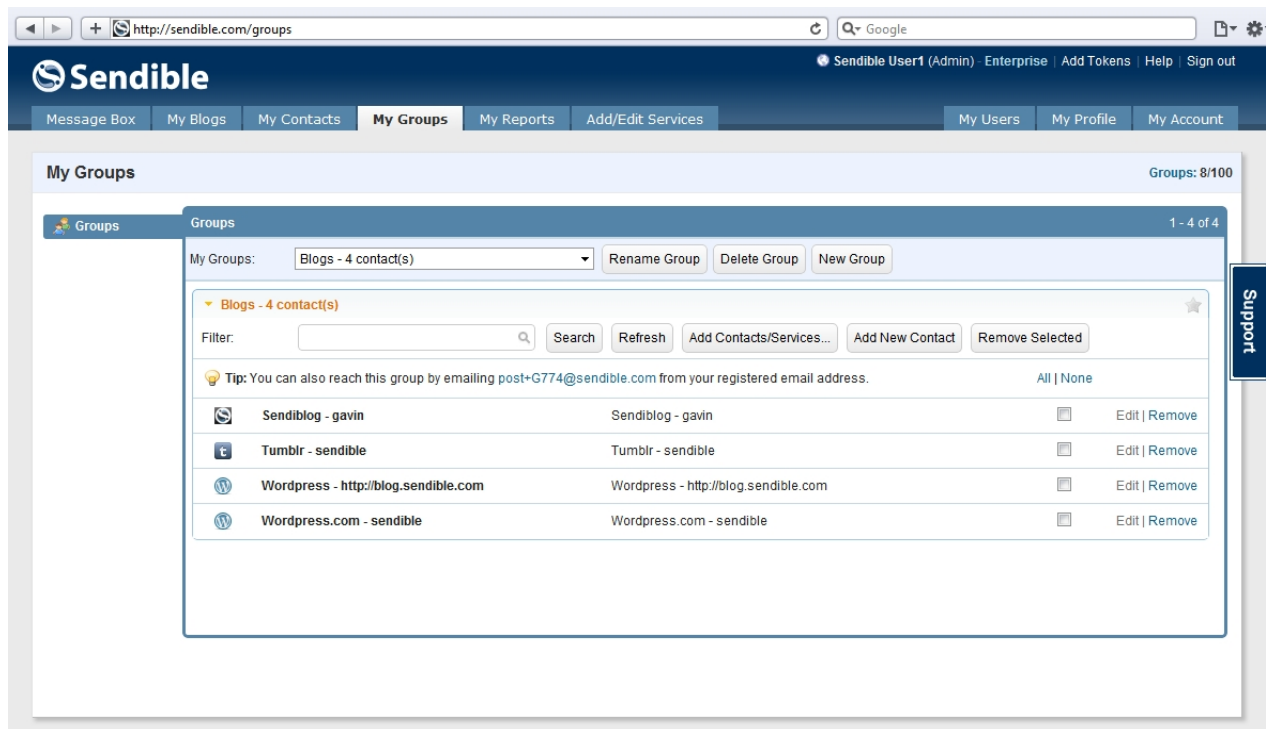 http://sendible.com/groups
Google
Sendible
Sendible User1 (Admin) - Enterprise | Add Tokens | Help | Sign out
Message Box My Blogs My Contacts My Groups My Reports Add/Edit Services My Users My Profile My Account
My Groups
Groups: 8/100
Groups
Groups
1 - 4 of 4
My Groups: Blogs - 4 contact(s) Rename Group Delete Group New Group
Support
Blogs - 4 contact(s)
Filter: Search Refresh Add Contacts/Services... Add New Contact Remove Selected
Tip: You can also reach this group by emailing post+G774@sendible.com from your registered email address. All | None
Sendiblog - gavin Sendiblog - gavin Edit | Remove
Tumblr - sendible Tumblr - sendible Edit | Remove
Wordpress - http://blog.sendible.com Wordpress - http://blog.sendible.com Edit | Remove
Wordpress.com - sendible Wordpress.com - sendible Edit | Remove